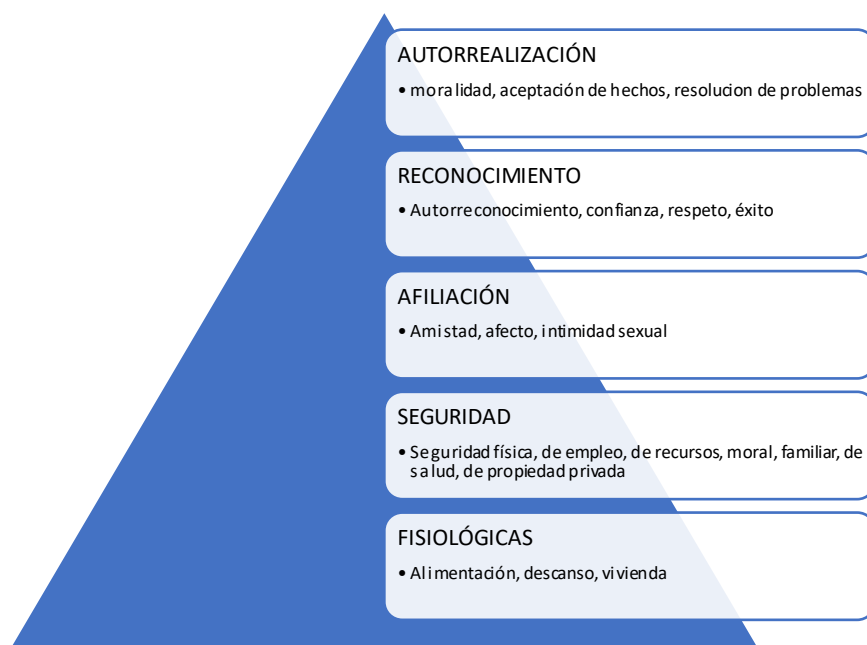 AUTORREALIZACIÓN
• moralidad, aceptación de hechos, resolucion de problemas
RECONOCIMIENTO
• Autorreconocimiento, confianza, respeto, éxito
AFILIACIÓN
• Amistad, afecto, intimidad sexual
SEGURIDAD
• Seguridad física, de empleo, de recursos, moral, familiar, de
salud, de propiedad privada
FISIOLÓGICAS
• Alimentación, descanso, vivienda